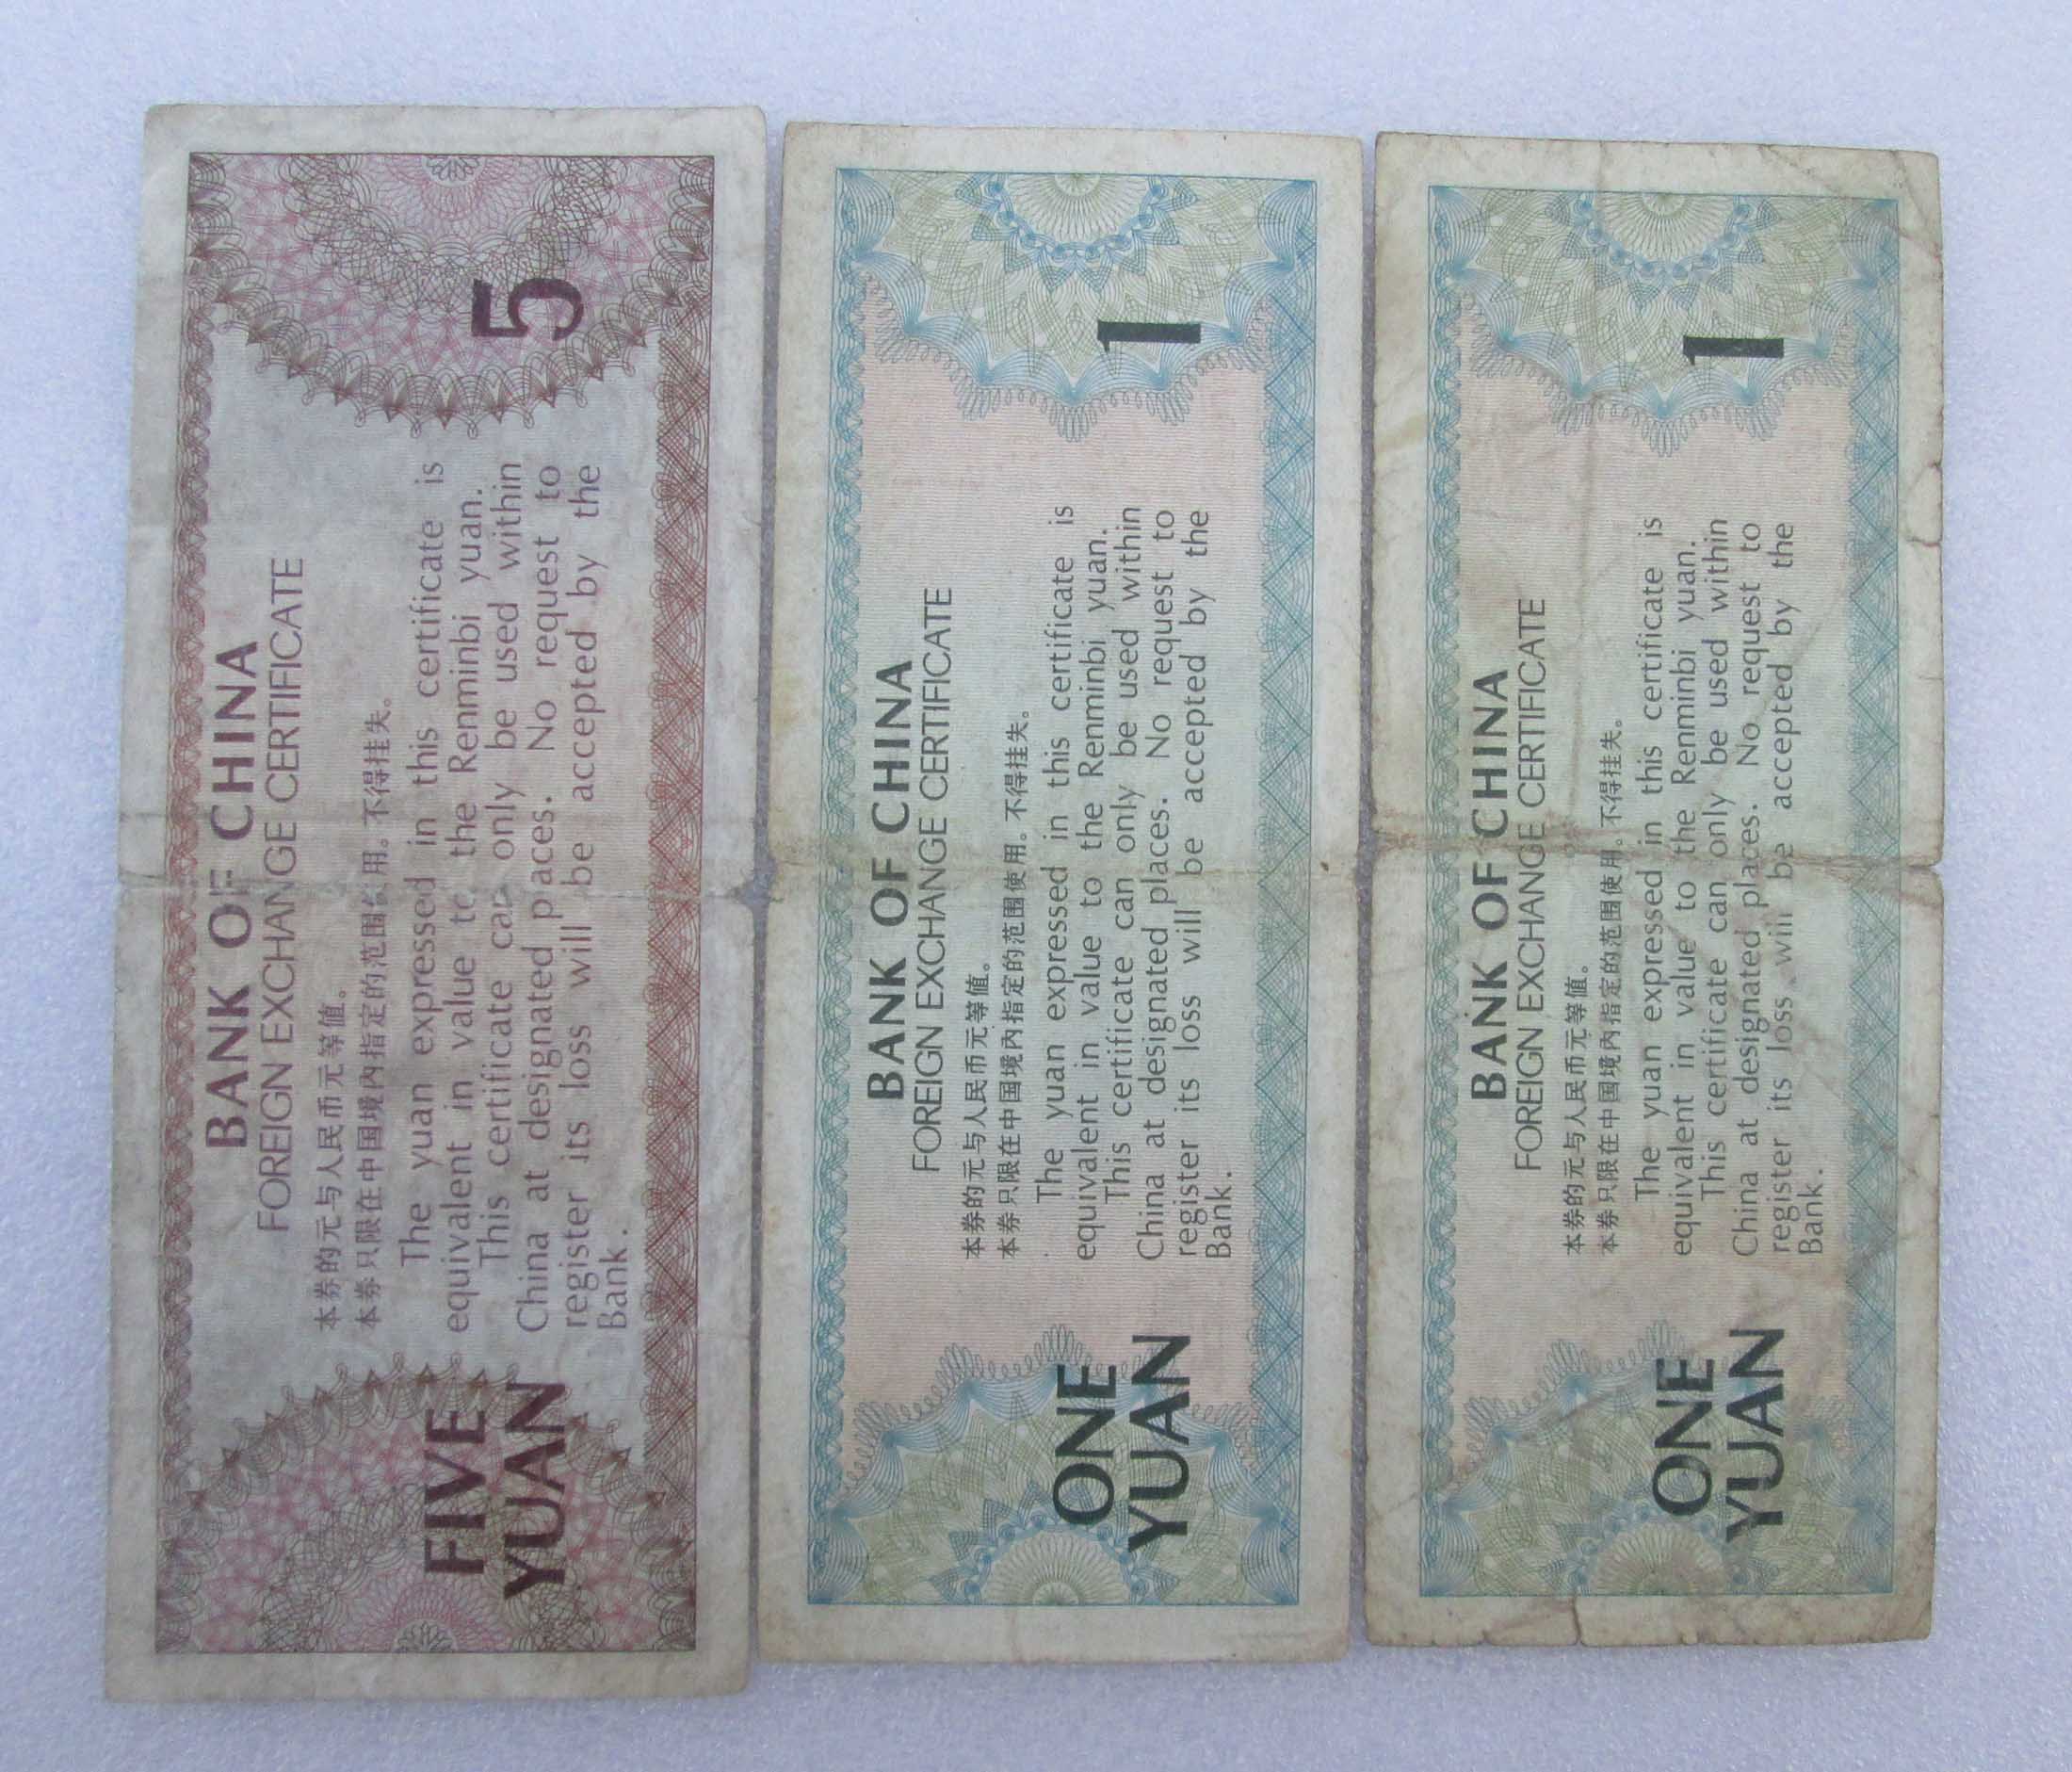 BANK OF CHINA
FOREIGN EXCHANGE CERTIFICATE
本券的元与人民币元等值。
本券只限在中国境内指定的范围使用。不得挂失。
The yuan expressed in this certificate is
equivalent in value to the Renminbi yuan.
This certificate can only be used within
China at designated places. No request to
register its loss will be accepted by the
Bank.
FIVE
YUAN
5
BANK OF CHINA
FOREIGN EXCHANGE CERTIFICATE
本券的元与人民币元等值。
本券只限在中国境内指定的范围使用。不得挂失。
The yuan expressed in this certificate is
equivalent in value to the Renminbi yuan.
This certificate can only be used within
China at designated places. No request to
register its loss will be accepted by the
Bank.
ONE
YUAN
1
BANK OF CHINA
FOREIGN EXCHANGE CERTIFICATE
本券的元与人民币元等值。
本券只限在中国境内指定的范围使用。不得挂失。
The yuan expressed in this certificate is
equivalent in value to the Renminbi yuan.
This certificate can only be used within
China at designated places. No request to
register its loss will be accepted by the
Bank.
ONE
YUAN
1